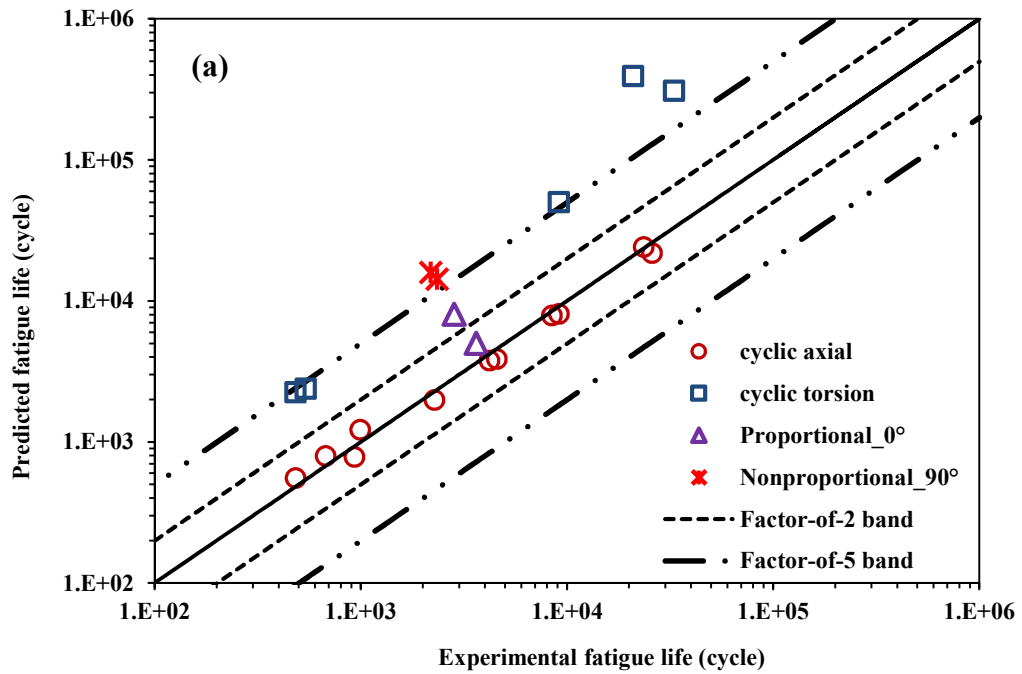 (a)
1.E+06
1.E+05
1.E+04
1.E+03
1.E+02
Predicted fatigue life (cycle)
1.E+02 1.E+03 1.E+04 1.E+05 1.E+06
Experimental fatigue life (cycle)
cyclic axial
cyclic torsion
Proportional_0°
Nonproportional_90°
Factor-of-2 band
Factor-of-5 band